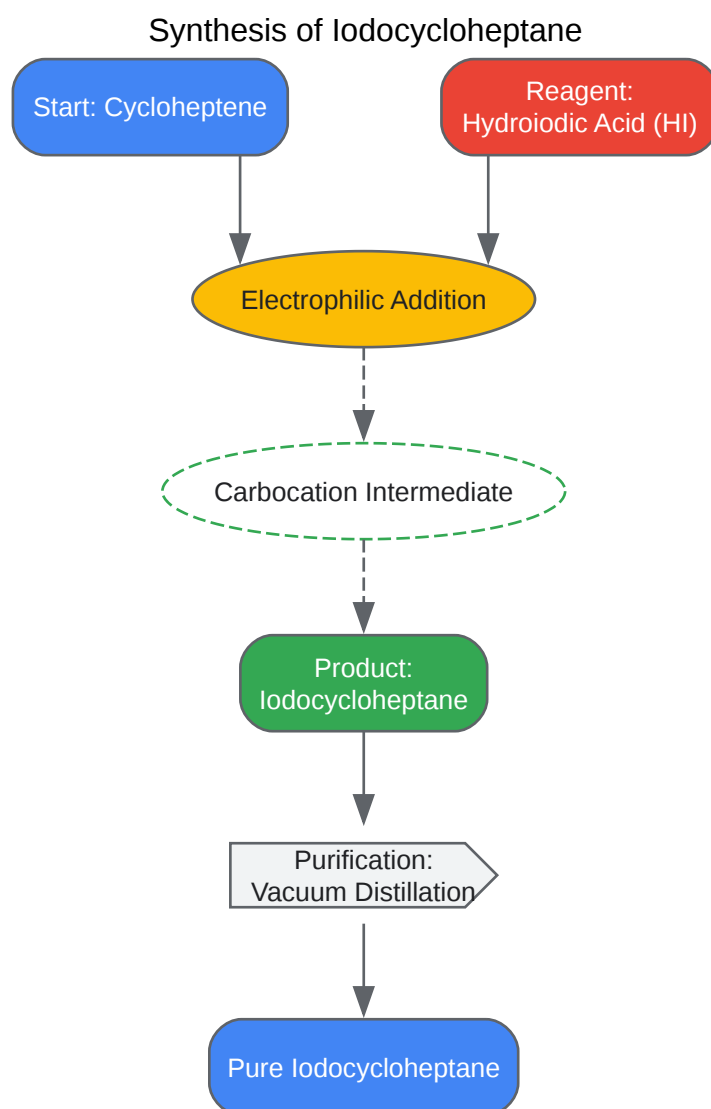 Synthesis of Iodocycloheptane
Start: Cycloheptene
Reagent:
Hydroiodic Acid (HI)
Electrophilic Addition
Carbocation Intermediate
Product:
Iodocycloheptane
Purification:
Vacuum Distillation
Pure Iodocycloheptane